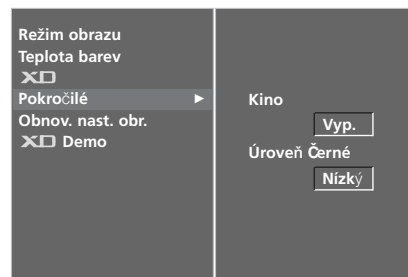 Režim obrazu
Teplota barev
XD
Pokročilé ►
Obnov. nast. obr.
XD Demo
Kino
Vyp.
Úroveň Černé
Nízký